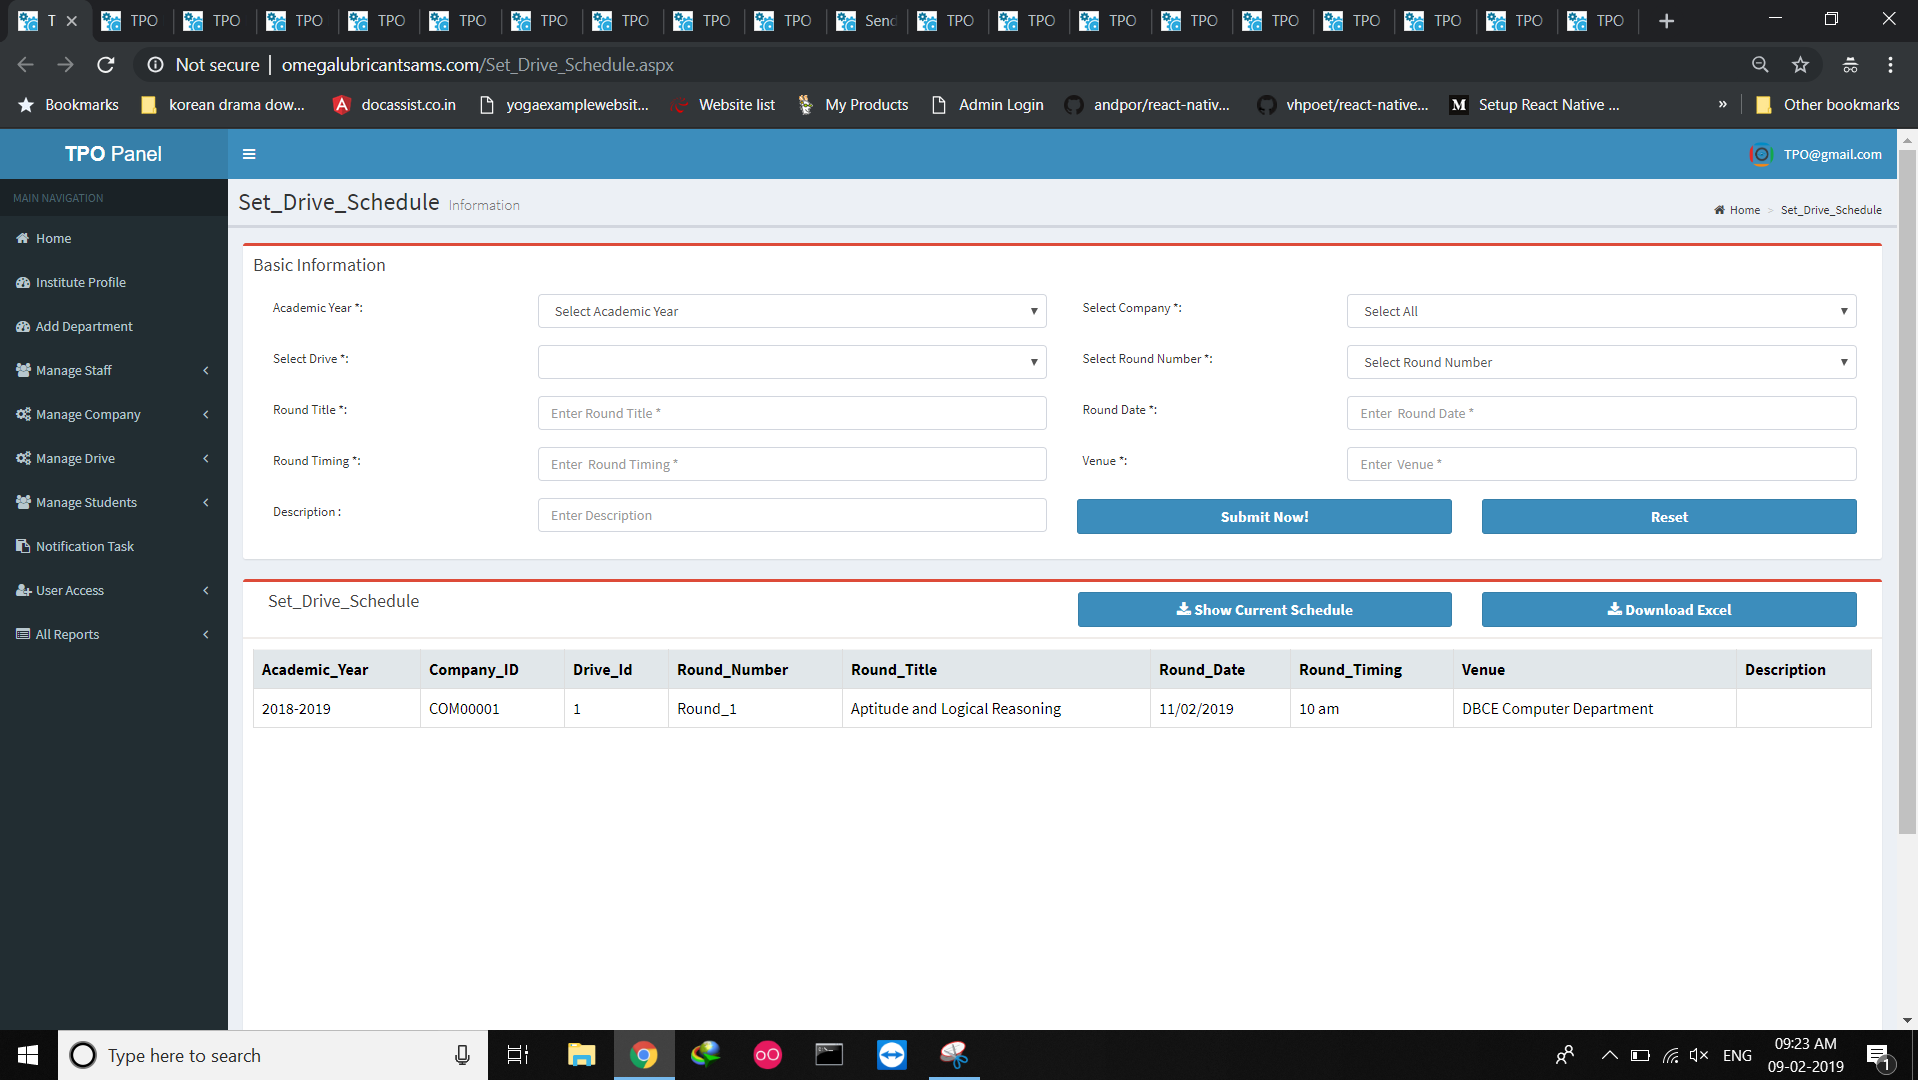 T TPO TPO TPO TPO TPO TPO TPO TPO TPO Send TPO TPO TPO TPO TPO TPO TPO TPO TPO
Not secure | omegalubricantsams.com/Set_Drive_Schedule.aspx
Bookmarks korean drama dow... docassist.co.in yogaexamplewebsit... Website list My Products Admin Login andpor/react-nativ... vhpoet/react-native... M Setup React Native ... » Other bookmarks
TPO Panel TPO@gmail.com
MAIN NAVIGATION
Home
Institute Profile
Add Department
Manage Staff
Manage Company
Manage Drive
Manage Students
Notification Task
User Access
All Reports
Set_Drive_Schedule Information
Home > Set_Drive_Schedule
Basic Information
Academic Year *: Select Academic Year Select Company *: Select All
Select Drive *: Select Round Number *: Select Round Number
Round Title *: Enter Round Title * Round Date *: Enter Round Date *
Round Timing *: Enter Round Timing * Venue *: Enter Venue *
Description : Enter Description Submit Now! Reset
Set_Drive_Schedule Show Current Schedule Download Excel
Academic_Year Company_ID Drive_Id Round_Number Round_Title Round_Date Round_Timing Venue Description
2018-2019 COM00001 1 Round_1 Aptitude and Logical Reasoning 11/02/2019 10 am DBCE Computer Department
Type here to search ENG 09:23 AM
09-02-2019 1